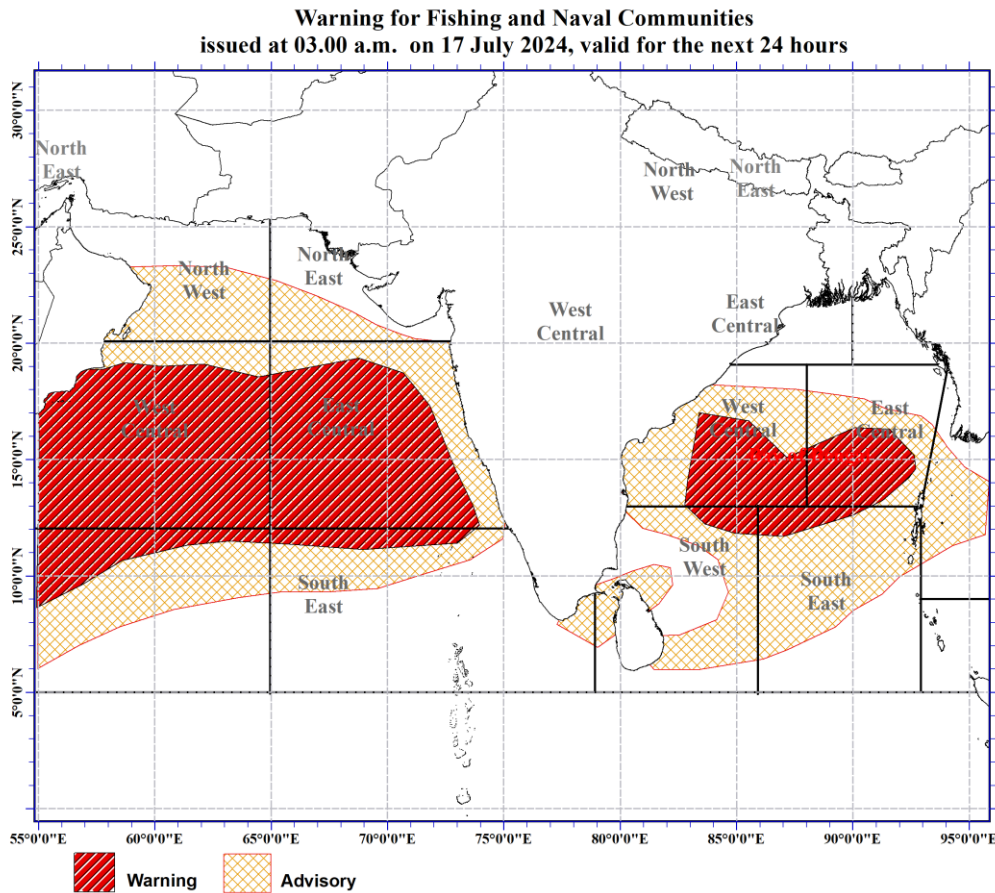 Warning for Fishing and Naval Communities
issued at 03.00 a.m. on 17 July 2024, valid for the next 24 hours
30°0'0"N
25°0'0"N
20°0'0"N
15°0'0"N
10°0'0"N
5°0'0"N
North
East
North
West
North
East
North
West
North
East
West
Central
East
Central
West
Central
East
Central
West
Central
East
Central
South
West
South
East
South
East
55°0'0"E
60°0'0"E
65°0'0"E
70°0'0"E
75°0'0"E
80°0'0"E
85°0'0"E
90°0'0"E
95°0'0"E
Warning
Advisory